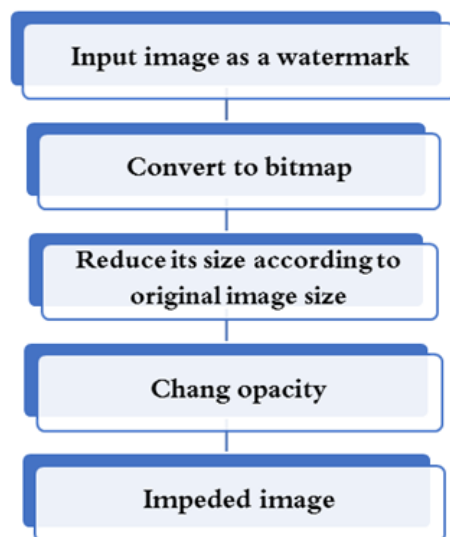 Input image as a watermark
Convert to bitmap
Reduce its size according to
original image size
Chang opacity
Impeded image